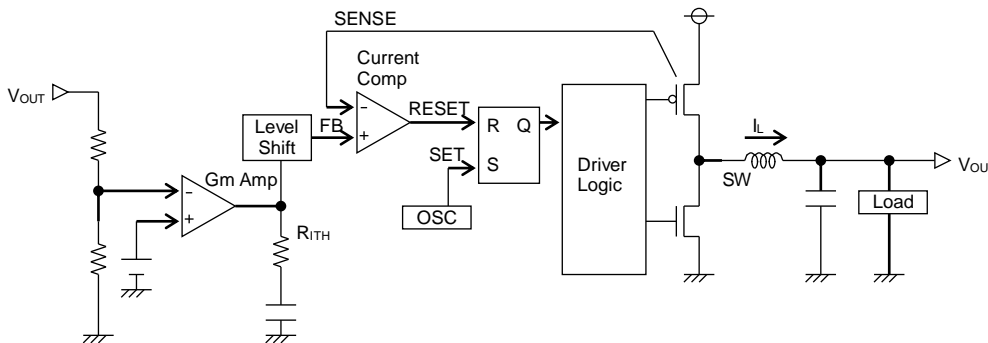 SENSE
Current
Comp
VOUT
Level
Shift
FB
RESET
R Q
SET
S
Driver
Logic
IL
SW
VOU
Gm Amp
OSC
Load
RITH
- +
- +